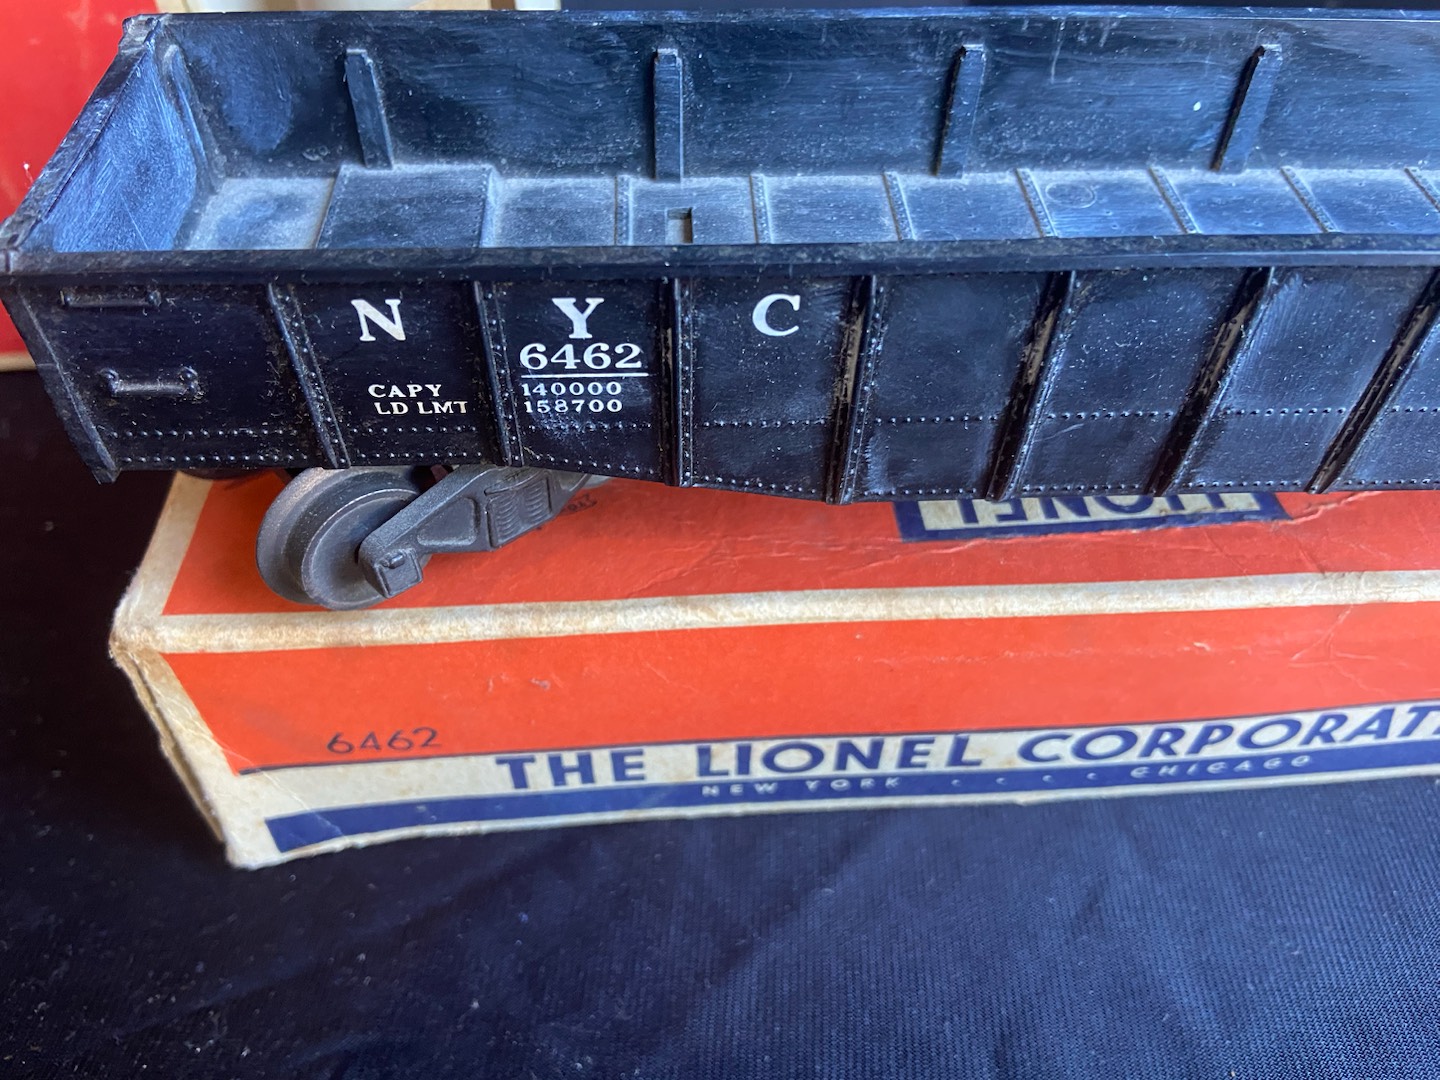 N Y C
6462
CAPY 140000
LD LMT 158700
LIONEL
6462
THE LIONEL CORPORAT
NEW YORK CHICAGO